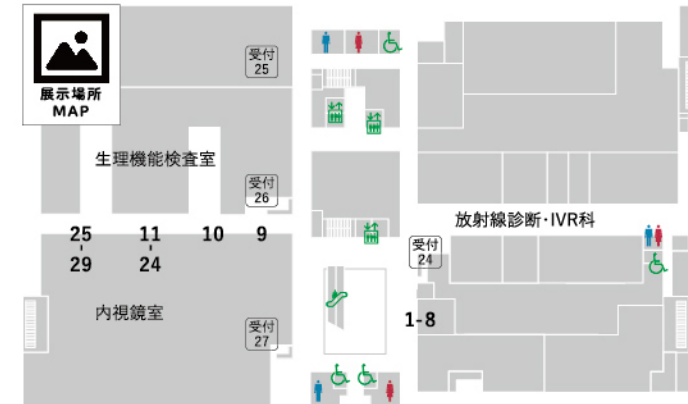 展示場所
MAP
受付
25
生理機能検査室
受付
26
25
-
29
11
-
24
10
9
内視鏡室
受付
27
放射線診断・IVR科
受付
24
1-8